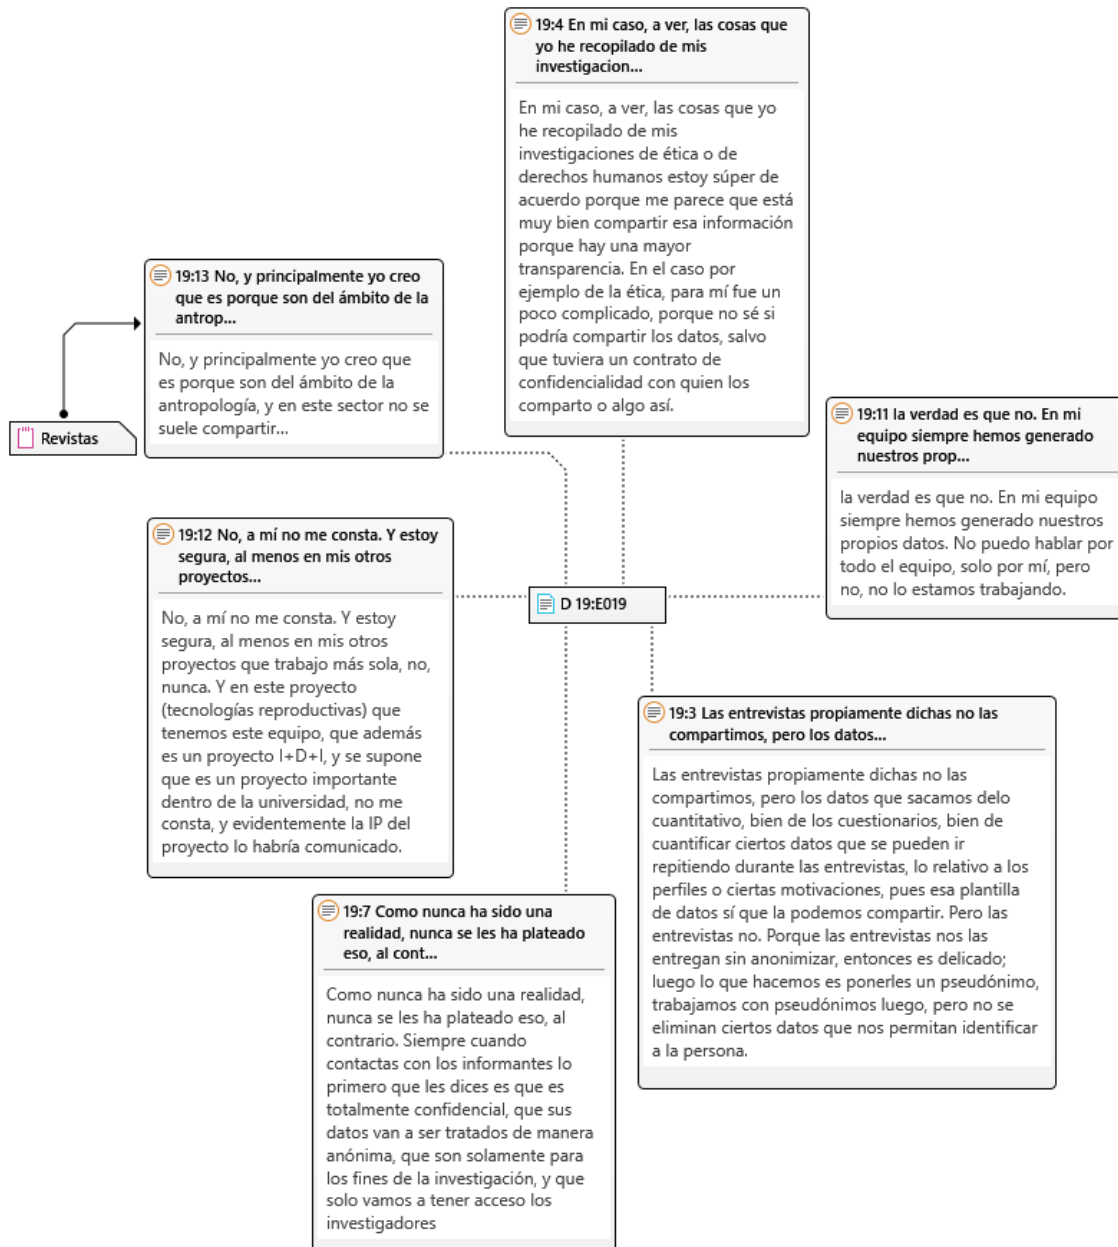 19:4 En mi caso, a ver, las cosas que
yo he recopilado de mis
investigacion...
En mi caso, a ver, las cosas que yo
he recopilado de mis
investigaciones de ética o de
derechos humanos estoy súper de
acuerdo porque me parece que está
muy bien compartir esa información
porque hay una mayor
transparencia. En el caso por
ejemplo de la ética, para mí fue un
poco complicado, porque no sé si
podría compartir los datos, salvo
que tuviera un contrato de
confidencialidad con quien los
comparto o algo así.
19:13 No, y principalmente yo creo
que es porque son del ámbito de la
antrop...
No, y principalmente yo creo que
es porque son del ámbito de la
antropología, y en este sector no se
suele compartir...
Revistas
19:11 la verdad es que no. En mi
equipo siempre hemos generado
nuestros prop...
la verdad es que no. En mi equipo
siempre hemos generado nuestros
propios datos. No puedo hablar por
todo el equipo, solo por mí, pero
no, no lo estamos trabajando.
19:12 No, a mí no me consta. Y estoy
segura, al menos en mis otros
proyectos...
No, a mí no me consta. Y estoy
segura, al menos en mis otros
proyectos que trabajo más sola, no,
nunca. Y en este proyecto
(tecnologías reproductivas) que
tenemos este equipo, que además
es un proyecto I+D+I, y se supone
que es un proyecto importante
dentro de la universidad, no me
consta, y evidentemente la IP del
proyecto lo habría comunicado.
D 19:E019
19:3 Las entrevistas propiamente dichas no las
compartimos, pero los datos...
Las entrevistas propiamente dichas no las
compartimos, pero los datos que sacamos delo
cuantitativo, bien de los cuestionarios, bien de
cuantificar ciertos datos que se pueden ir
repitiendo durante las entrevistas, lo relativo a los
perfiles o ciertas motivaciones, pues esa plantilla
de datos sí que la podemos compartir. Pero las
entrevistas no. Porque las entrevistas nos las
entregan sin anonimizar, entonces es delicado;
luego lo que hacemos es ponerles un pseudónimo,
trabajamos con pseudónimos luego, pero no se
eliminan ciertos datos que nos permitan identificar
a la persona.
19:7 Como nunca ha sido una
realidad, nunca se les ha plateado
eso, al cont...
Como nunca ha sido una realidad,
nunca se les ha plateado eso, al
contrario. Siempre cuando
contactas con los informantes lo
primero que les dices es que es
totalmente confidencial, que sus
datos van a ser tratados de manera
anónima, que son solamente para
los fines de la investigación, y que
solo vamos a tener acceso los
investigadores